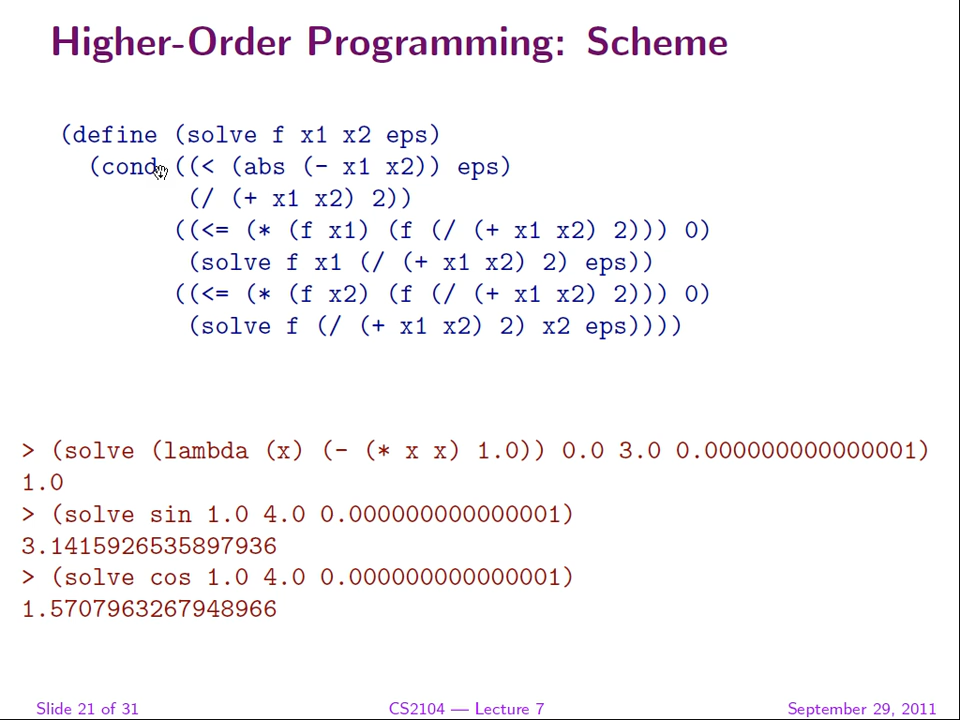 Higher-Order Programming: Scheme
(define (solve f x1 x2 eps)
(cond ((< (abs (- x1 x2)) eps)
(/ (+ x1 x2) 2))
((<= (* (f x1) (f (/ (+ x1 x2) 2))) 0)
(solve f x1 (/ (+ x1 x2) 2) eps))
((<= (* (f x2) (f (/ (+ x1 x2) 2))) 0)
(solve f (/ (+ x1 x2) 2) x2 eps))))
> (solve (lambda (x) (- (* x x) 1.0)) 0.0 3.0 0.000000000000001)
1.0
> (solve sin 1.0 4.0 0.000000000000001)
3.1415926535897936
> (solve cos 1.0 4.0 0.000000000000001)
1.5707963267948966
Slide 21 of 31 CS2104 — Lecture 7 September 29, 2011